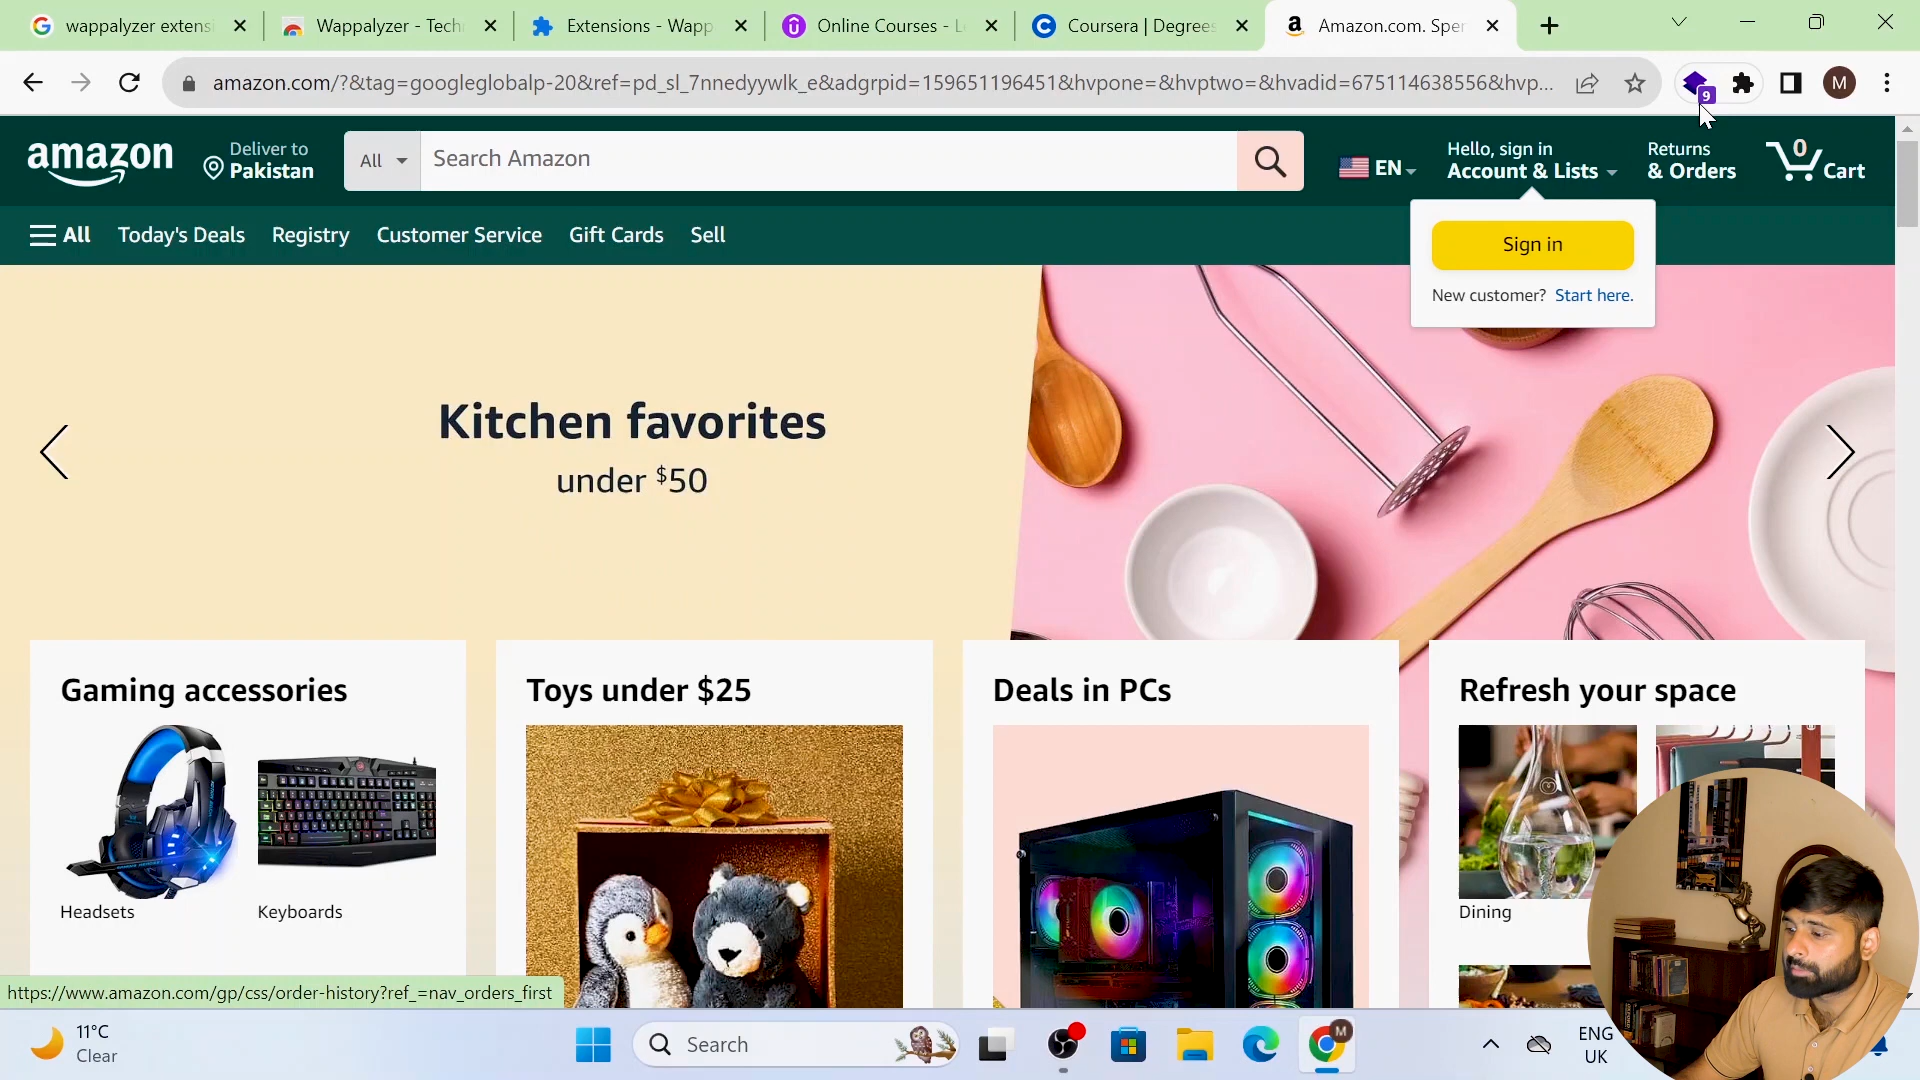 wappalyzer extensi
Wappalyzer - Tech
Extensions - Wapp
Online Courses - L
Coursera | Degrees
Amazon.com. Spen
amazon.com/?&tag=googleglobalp-20&ref=pd_sl_7nnedyywlk_e&adgrpid=159651196451&hvpone=&hvptwo=&hvadid=675114638556&hvp...
9
M
amazon
Deliver to
Pakistan
All
Search Amazon
EN
Hello, sign in
Account & Lists
Returns
& Orders
0
Cart
All
Today's Deals
Registry
Customer Service
Gift Cards
Sell
Sign in
New customer? Start here.
Kitchen favorites
under $50
Gaming accessories
Headsets
Keyboards
Toys under $25
Deals in PCs
Refresh your space
Dining
https://www.amazon.com/gp/css/order-history?ref_=nav_orders_first
11°C
Clear
Search
M
ENG
UK